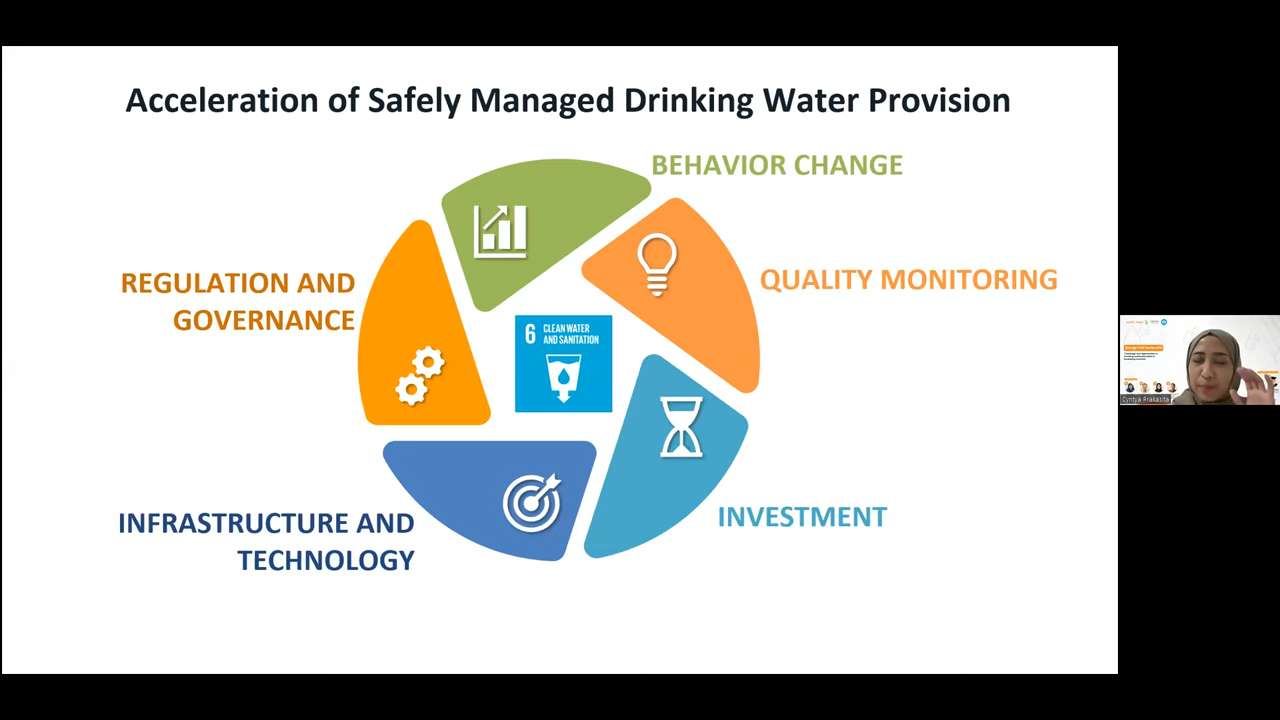 Acceleration of Safely Managed Drinking Water Provision
BEHAVIOR CHANGE
QUALITY MONITORING
REGULATION AND
GOVERNANCE
6 CLEAN WATER
AND SANITATION
INVESTMENT
INFRASTRUCTURE AND
TECHNOLOGY
Cyntya Prakasita